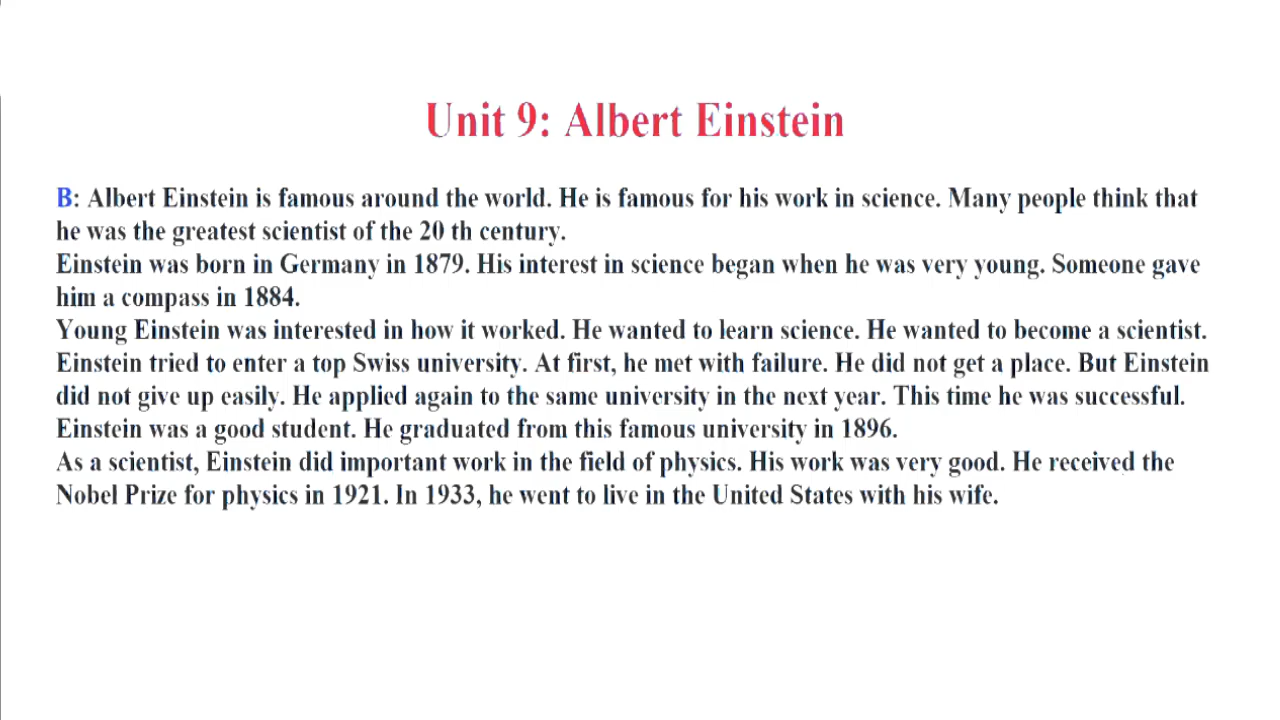 Unit 9: Albert Einstein
B: Albert Einstein is famous around the world. He is famous for his work in science. Many people think that
he was the greatest scientist of the 20 th century.
Einstein was born in Germany in 1879. His interest in science began when he was very young. Someone gave
him a compass in 1884.
Young Einstein was interested in how it worked. He wanted to learn science. He wanted to become a scientist.
Einstein tried to enter a top Swiss university. At first, he met with failure. He did not get a place. But Einstein
did not give up easily. He applied again to the same university in the next year. This time he was successful.
Einstein was a good student. He graduated from this famous university in 1896.
As a scientist, Einstein did important work in the field of physics. His work was very good. He received the
Nobel Prize for physics in 1921. In 1933, he went to live in the United States with his wife.